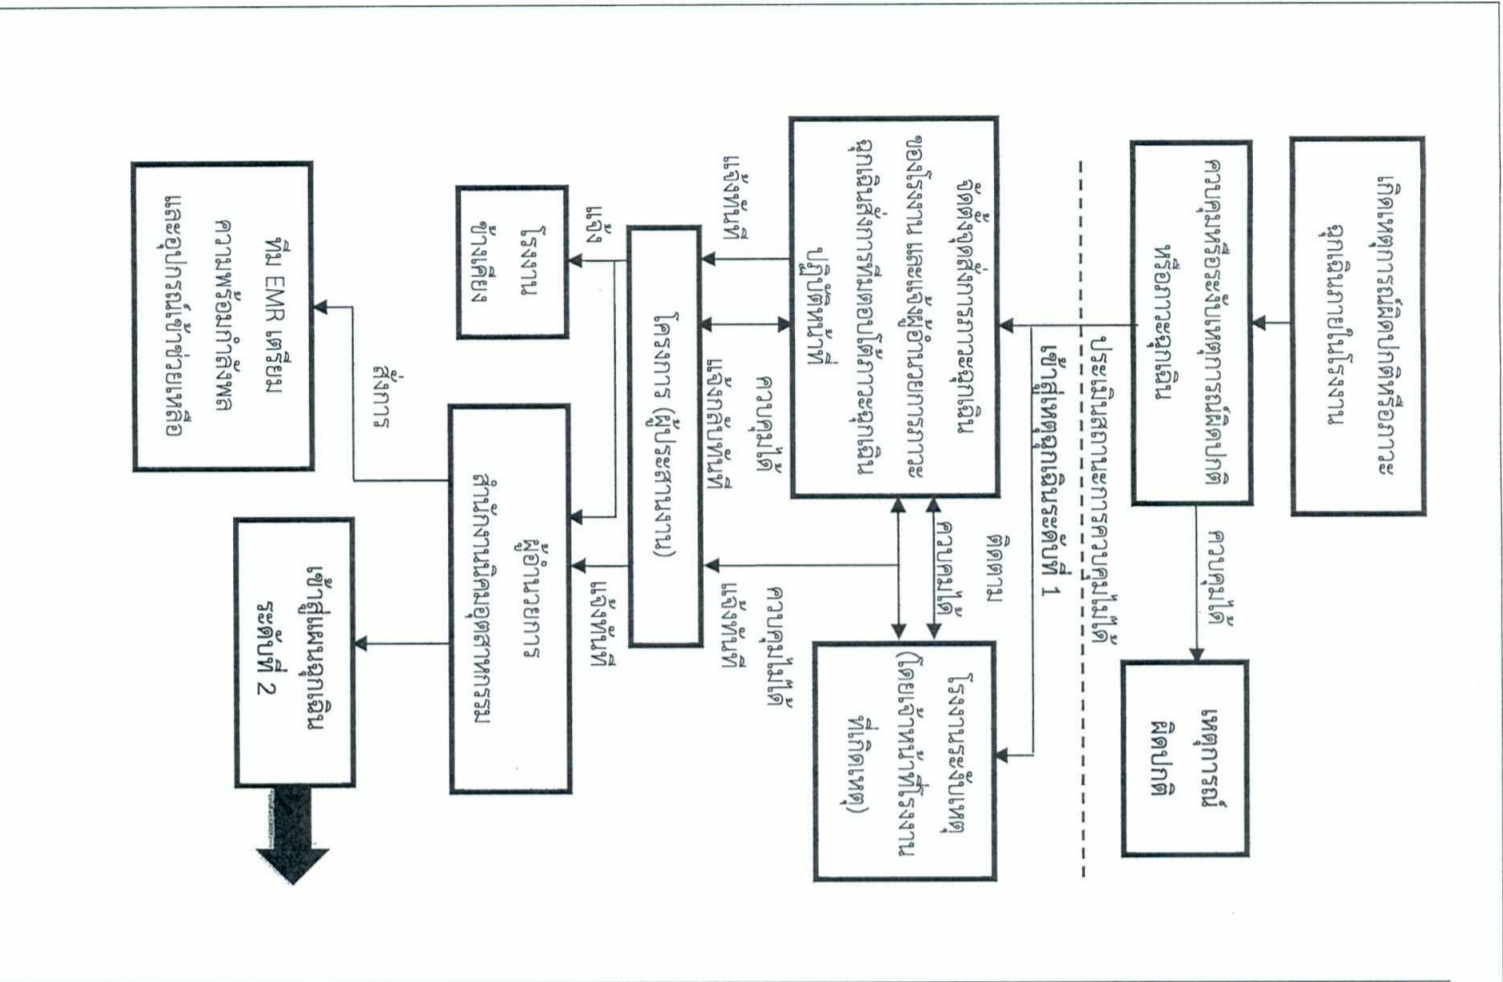 เกิดเหตุการณ์ผิดปกติหรือภาวะ
ฉุกเฉินภายในโรงงาน
ควบคุมหรือระงับเหตุการณ์ผิดปกติ
หรือภาวะฉุกเฉิน
ควบคุมได้
เหตุการณ์
ผิดปกติ
ประเมินสถานะการควบคุมไม่ได้
เข้าสู่เหตุฉุกเฉินระดับที่ 1
จัดตั้งจุดสั่งการภาวะฉุกเฉิน
ของโรงงาน และแจ้งผู้อำนวยการภาวะ
ฉุกเฉินสั่งการทีมตอบโต้ภาวะฉุกเฉิน
ปฏิบัติหน้าที่
ติดตาม
ควบคุมได้
โรงงานระงับเหตุ
(โดยเจ้าหน้าที่โรงงาน
ที่เกิดเหตุ)
แจ้งทันที
ควบคุมได้
แจ้งกลับทันที
ควบคุมไม่ได้
แจ้งทันที
โครงการ (ผู้ประสานงาน)
แจ้ง
แจ้งทันที
โรงงาน
ข้างเคียง
ผู้อำนวยการ
สำนักงานนิคมอุตสาหกรรม
สั่งการ
ทีม EMR เตรียม
ความพร้อมกำลังพล
และอุปกรณ์เข้าช่วยเหลือ
เข้าสู่แผนฉุกเฉิน
ระดับที่ 2